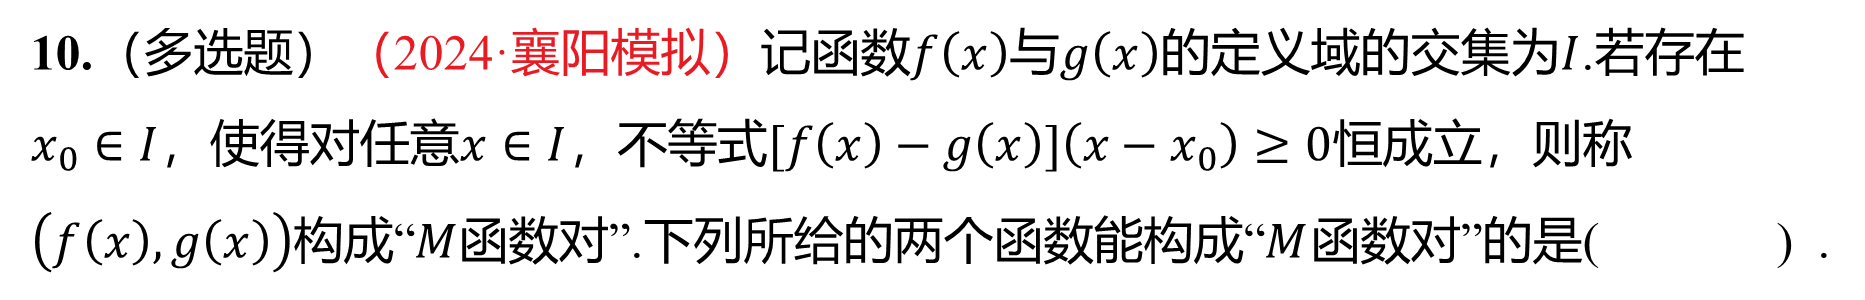 10.（多选题）（2024·襄阳模拟）记函数f(x)与g(x)的定义域的交集为I.若存在
x₀ ∈ I，使得对任意x ∈ I，不等式[f(x) − g(x)](x − x₀) ≥ 0恒成立，则称
(f(x), g(x))构成“M函数对”.下列所给的两个函数能构成“M函数对”的是(　　).